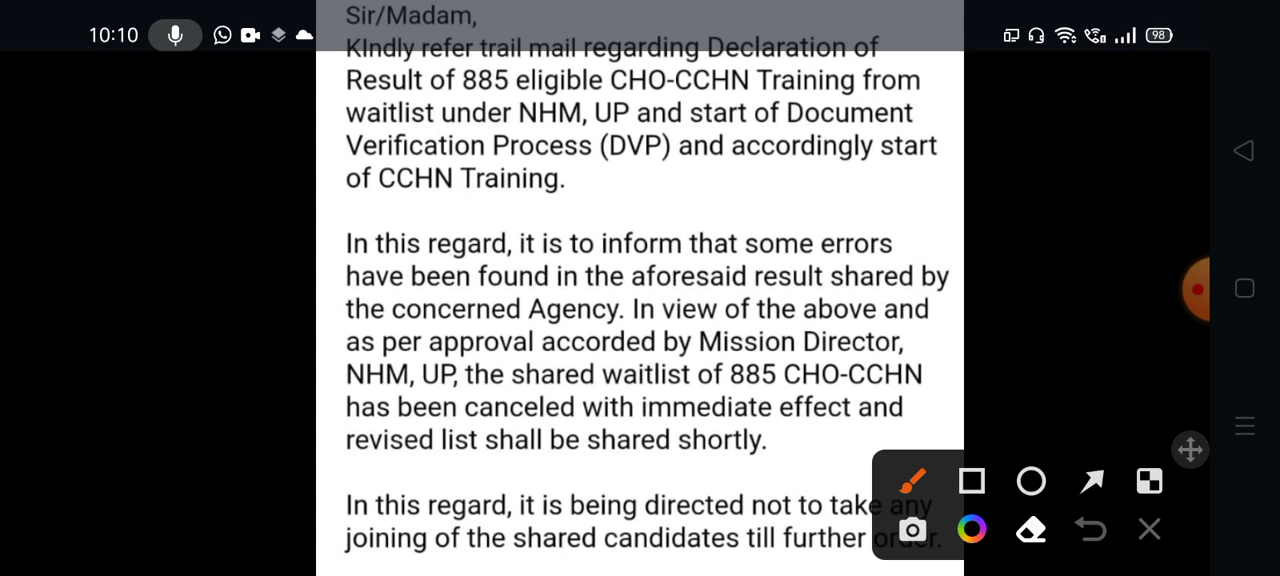 10:10
98
Sir/Madam,
KIndly refer trail mail regarding Declaration of
Result of 885 eligible CHO-CCHN Training from
waitlist under NHM, UP and start of Document
Verification Process (DVP) and accordingly start
of CCHN Training.
In this regard, it is to inform that some errors
have been found in the aforesaid result shared by
the concerned Agency. In view of the above and
as per approval accorded by Mission Director,
NHM, UP, the shared waitlist of 885 CHO-CCHN
has been canceled with immediate effect and
revised list shall be shared shortly.
In this regard, it is being directed not to take any
joining of the shared candidates till further order.